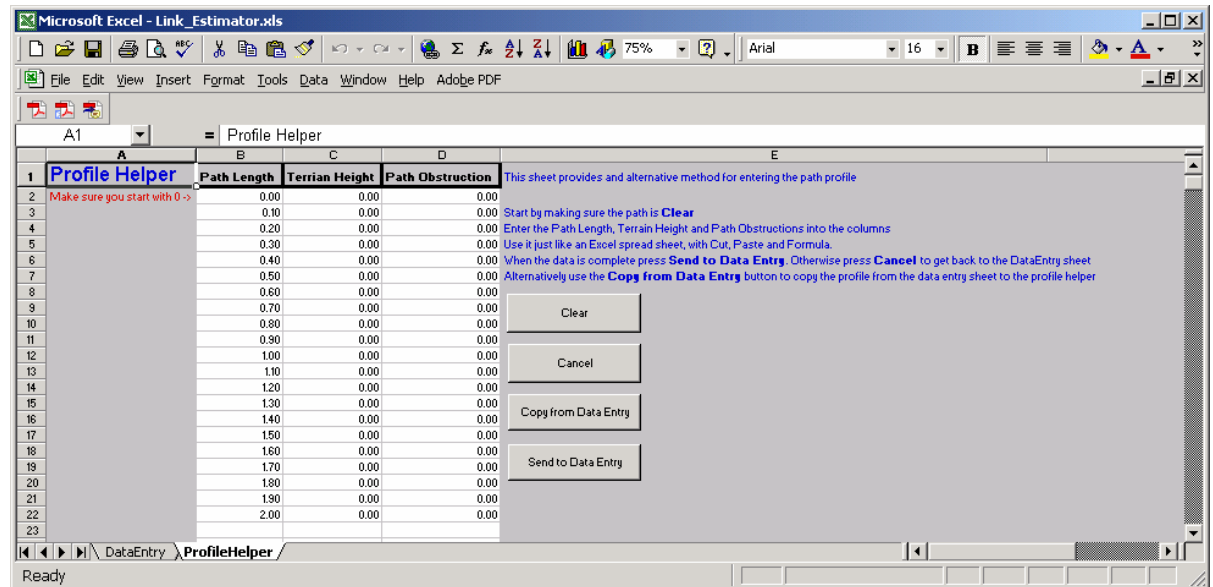 Microsoft Excel - Link_Estimator.xls
75% Arial 16 B A
File Edit View Insert Format Tools Data Window Help Adobe PDF
A1 = Profile Helper
A B C D E
1 Profile Helper Path Length Terrian Height Path Obstruction This sheet provides and alternative method for entering the path profile
2 Make sure you start with 0 -> 0.00 0.00 0.00
3 0.10 0.00 0.00 Start by making sure the path is Clear
4 0.20 0.00 0.00 Enter the Path Length, Terrain Height and Path Obstructions into the columns
5 0.30 0.00 0.00 Use it just like an Excel spread sheet, with Cut, Paste and Formula.
6 0.40 0.00 0.00 When the data is complete press Send to Data Entry. Otherwise press Cancel to get back to the DataEntry sheet
7 0.50 0.00 0.00 Alternatively use the Copy from Data Entry button to copy the profile from the data entry sheet to the profile helper
8 0.60 0.00 0.00
9 0.70 0.00 0.00
Clear
10 0.80 0.00 0.00
11 0.90 0.00 0.00
12 1.00 0.00 0.00
Cancel
13 1.10 0.00 0.00
14 1.20 0.00 0.00
15 1.30 0.00 0.00
Copy from Data Entry
16 1.40 0.00 0.00
17 1.50 0.00 0.00
18 1.60 0.00 0.00
Send to Data Entry
19 1.70 0.00 0.00
20 1.80 0.00 0.00
21 1.90 0.00 0.00
22 2.00 0.00 0.00
23
DataEntry ProfileHelper
Ready